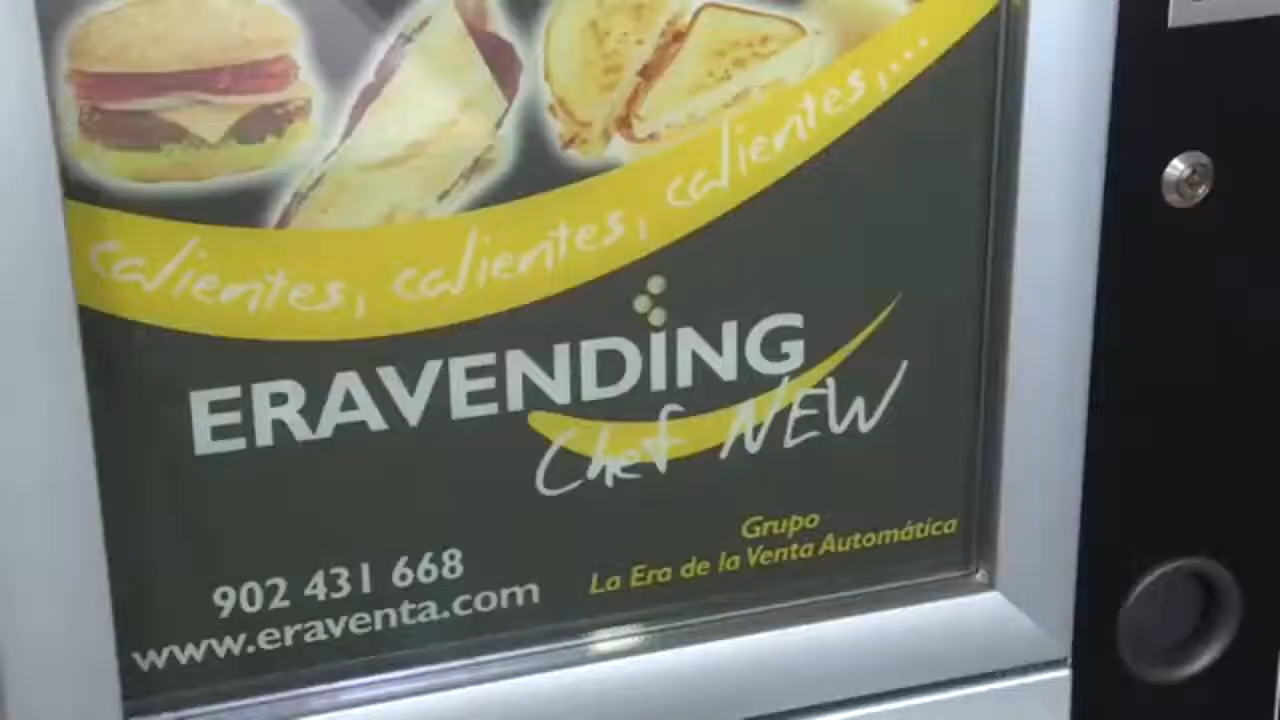 calientes, calientes, calientes,...
ERAVENDING
Chef NEW
Grupo
La Era de la Venta Automática
902 431 668
www.eraventa.com